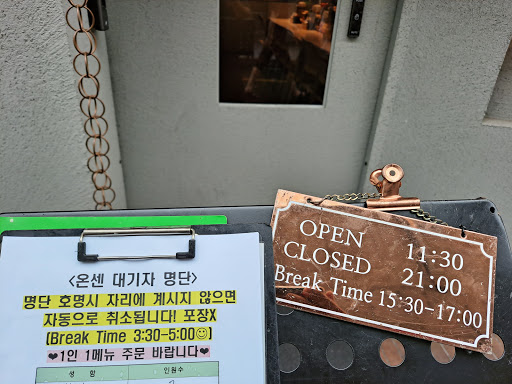 <온센 대기자 명단>
명단 호명시 자리에 계시지 않으면
자동으로 취소됩니다! 포장X
(Break Time 3:30-5:00☺)
❤1인 1메뉴 주문 바랍니다❤
성 함 인원수
OPEN 11:30
CLOSED 21:00
Break Time 15:30-17:00